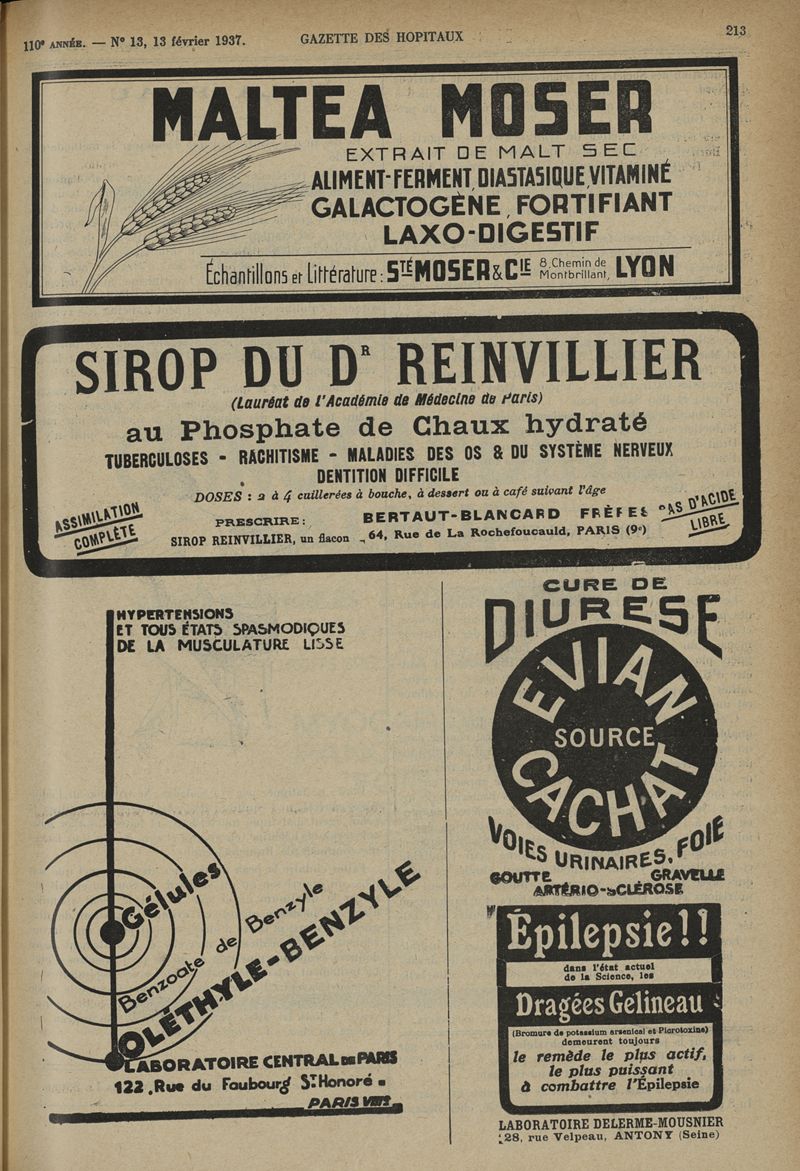 110e ANNÉE. — N° 13, 13 février 1937.
GAZETTE DES HOPITAUX
213
MALTEA MOSER
EXTRAIT DE MALT SEC
ALIMENT-FERMENT, DIASTASIQUE, VITAMINÉ
GALACTOGÈNE, FORTIFIANT
LAXO-DIGESTIF
Échantillons et Littérature : STÉ MOSER & CIE 8, Chemin de Montbrillant, LYON
SIROP DU DR REINVILLIER
(Lauréat de l'Académie de Médecine de Paris)
au Phosphate de Chaux hydraté
TUBERCULOSES - RACHITISME - MALADIES DES OS & DU SYSTÈME NERVEUX
DENTITION DIFFICILE
DOSES : 2 à 4 cuillerées à bouche, à dessert ou à café suivant l'âge
ASSIMILATION
COMPLÈTE
PRESCRIRE :
SIROP REINVILLIER, un flacon
BERTAUT-BLANCARD FRÈRES
64, Rue de La Rochefoucauld, PARIS (9e)
PAS D'ACIDE
LIBRE
HYPERTENSIONS
ET TOUS ÉTATS SPASMODIQUES
DE LA MUSCULATURE LISSE
Gélules
Benzoate de Benzyle
OLÉTHYLE-BENZYLE
LABORATOIRE CENTRAL DE PARIS
122, Rue du Faubourg St Honoré
PARIS VIIIe
CURE DE
DIURESE
EVIAN
SOURCE
CACHAT
VOIES URINAIRES, FOIE
GOUTTE GRAVELLE
ARTÉRIO-SCLÉROSE
Épilepsie!!
dans l'état actuel
de la Science, les
Dragées Gélineau
(Bromure de potassium arsenical et Picrotoxine)
demeurent toujours
le remède le plus actif,
le plus puissant
à combattre l'Épilepsie
LABORATOIRE DELERME-MOUSNIER
28, rue Velpeau, ANTONY (Seine)